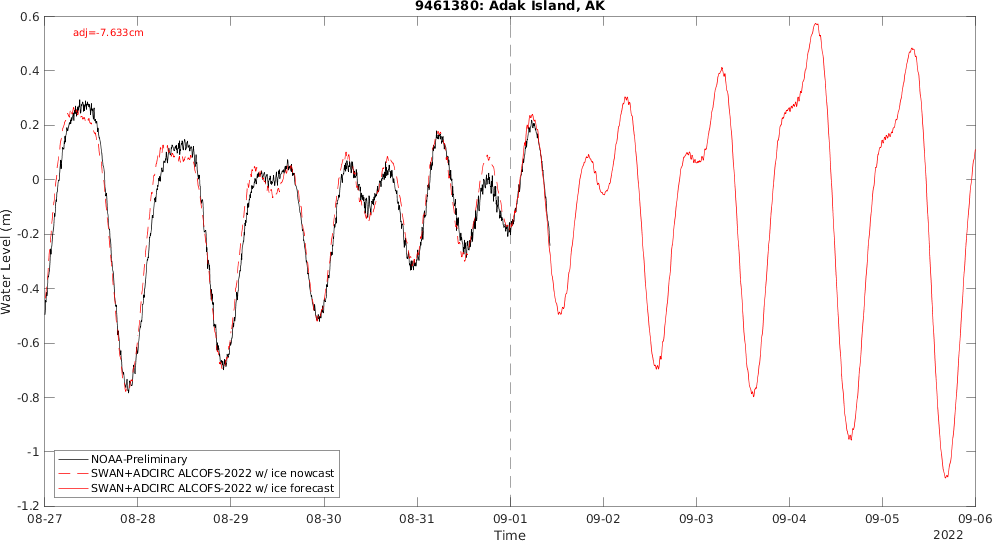 9461380: Adak Island, AK
adj=-7.633cm
0.6
0.4
0.2
0
-0.2
-0.4
-0.6
-0.8
-1
-1.2
Water Level (m)
NOAA-Preliminary
SWAN+ADCIRC ALCOFS-2022 w/ ice nowcast
SWAN+ADCIRC ALCOFS-2022 w/ ice forecast
08-27 08-28 08-29 08-30 08-31 09-01 09-02 09-03 09-04 09-05 09-06
Time
2022